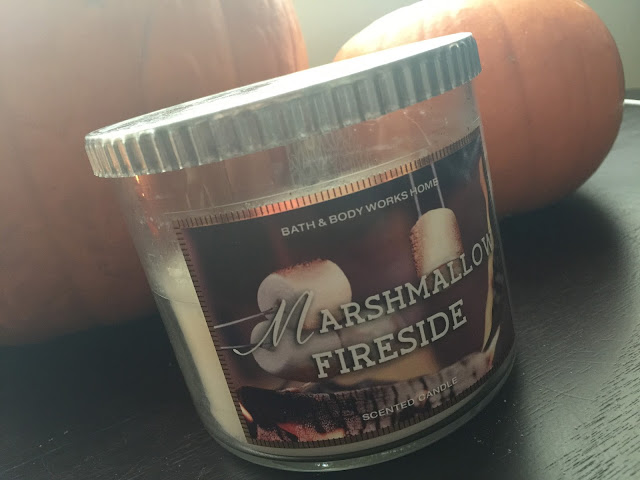 BATH & BODY WORKS HOME
MARSHMALLOW
FIRESIDE
SCENTED CANDLE